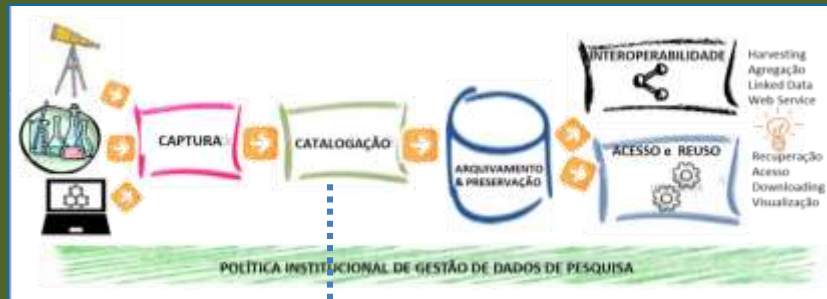 CAPTURA
CATALOGAÇÃO
ARQUIVAMENTO
& PRESERVAÇÃO
INTEROPERABILIDADE
Harvesting
Agregação
Linked Data
Web Service
ACESSO e REUSO
Recuperação
Acesso
Downloading
Visualização
POLÍTICA INSTITUCIONAL DE GESTÃO DE DADOS DE PESQUISA